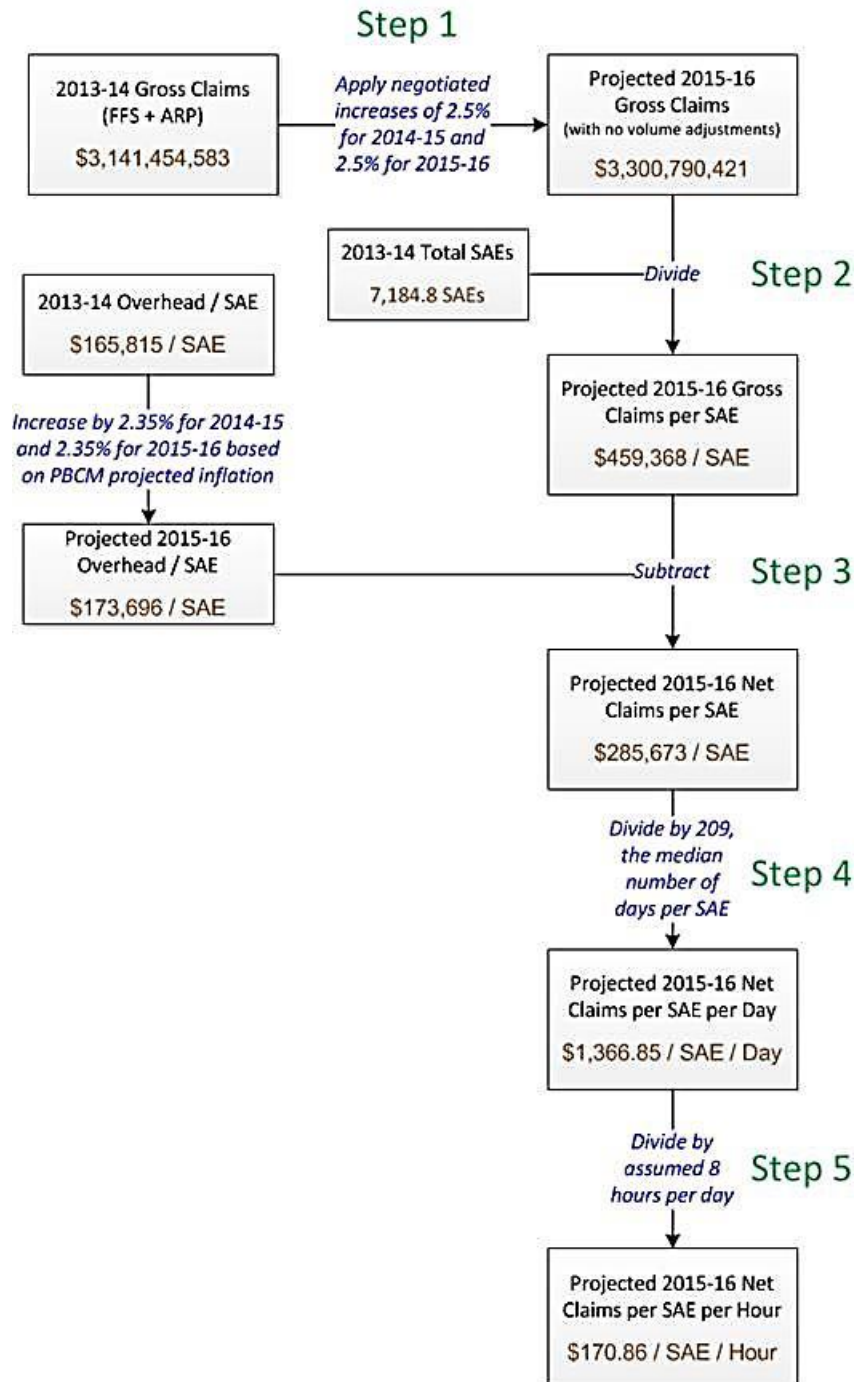 Step 1
2013-14 Gross Claims
(FFS + ARP)
$3,141,454,583
Apply negotiated
increases of 2.5%
for 2014-15 and
2.5% for 2015-16
Projected 2015-16
Gross Claims
(with no volume adjustments)
$3,300,790,421
2013-14 Total SAEs
7,184.8 SAEs
Divide
Step 2
2013-14 Overhead / SAE
$165,815 / SAE
Increase by 2.35% for 2014-15
and 2.35% for 2015-16 based
on PBCM projected inflation
Projected 2015-16 Gross
Claims per SAE
$459,368 / SAE
Projected 2015-16
Overhead / SAE
$173,696 / SAE
Subtract
Step 3
Projected 2015-16 Net
Claims per SAE
$285,673 / SAE
Divide by 209,
the median
number of
days per SAE
Step 4
Projected 2015-16 Net
Claims per SAE per Day
$1,366.85 / SAE / Day
Divide by
assumed 8
hours per day
Step 5
Projected 2015-16 Net
Claims per SAE per Hour
$170.86 / SAE / Hour